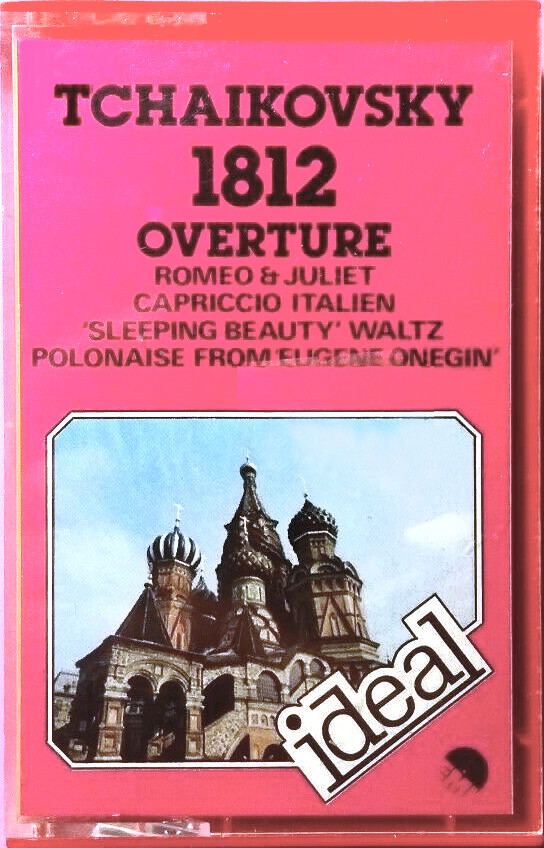 TCHAIKOVSKY
1812
OVERTURE
ROMEO & JULIET
CAPRICCIO ITALIEN
'SLEEPING BEAUTY' WALTZ
POLONAISE FROM 'EUGENE ONEGIN'
ideal